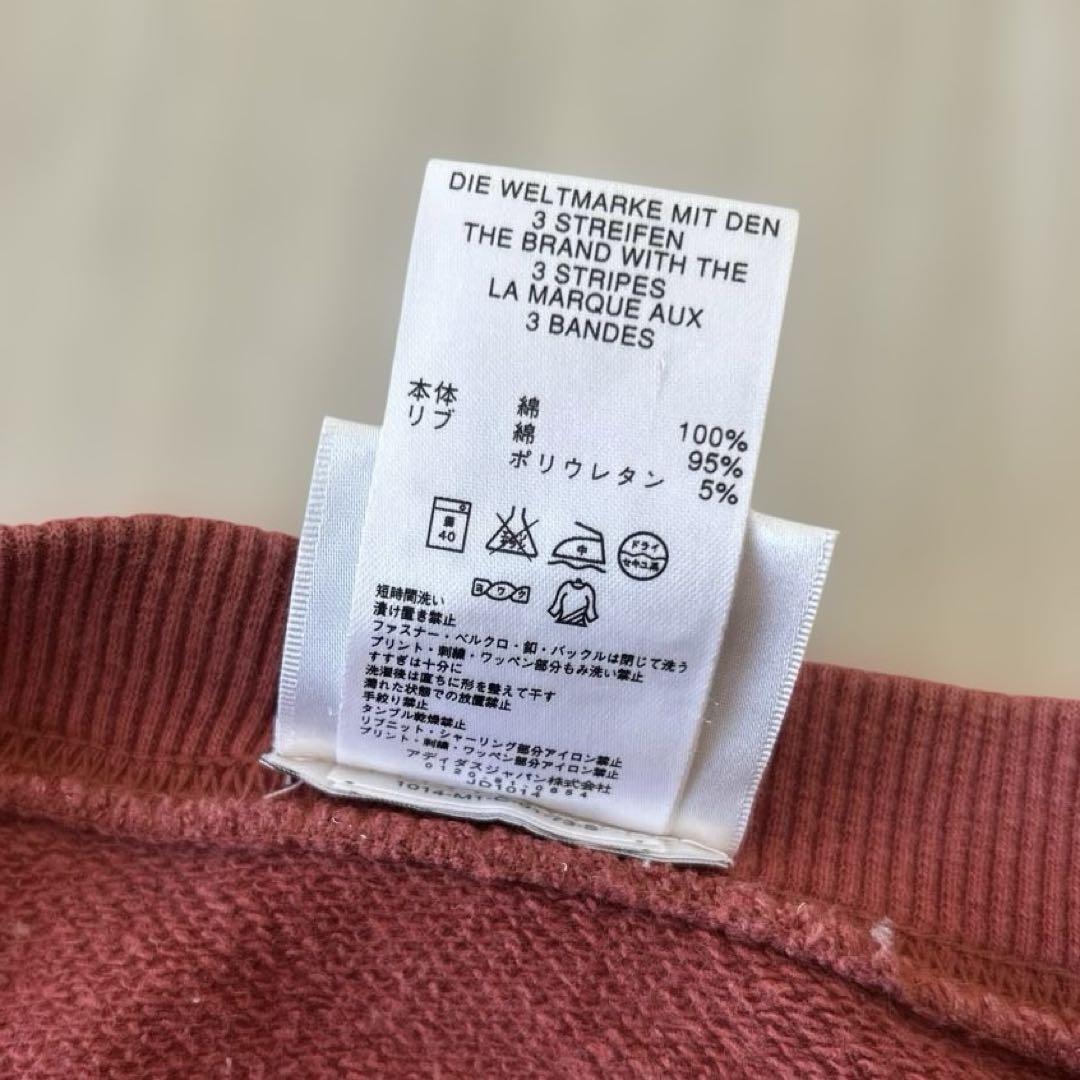 DIE WELTMARKE MIT DEN
3 STREIFEN
THE BRAND WITH THE
3 STRIPES
LA MARQUE AUX
3 BANDES
本体 綿 100%
リブ 綿 95%
ポリウレタン 5%
40
中
ドライ
セキユ系
ヨワク
短時間洗い
漬け置き禁止
ファスナー・ベルクロ・釦・バックルは閉じて洗う
プリント・刺繍・ワッペン部分もみ洗い禁止
すすぎは十分に
洗濯後は直ちに形を整えて干す
濡れた状態での放置禁止
手絞り禁止
タンブル乾燥禁止
リブニット・シャーリング部分アイロン禁止
プリント・刺繍・ワッペン部分アイロン禁止
アディダスジャパン株式会社
JD1014